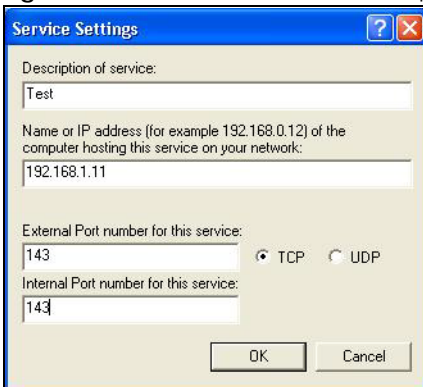 Service Settings
Description of service:
Test
Name or IP address (for example 192.168.0.12) of the
computer hosting this service on your network:
192.168.1.11
External Port number for this service:
143
TCP UDP
Internal Port number for this service:
143
OK Cancel